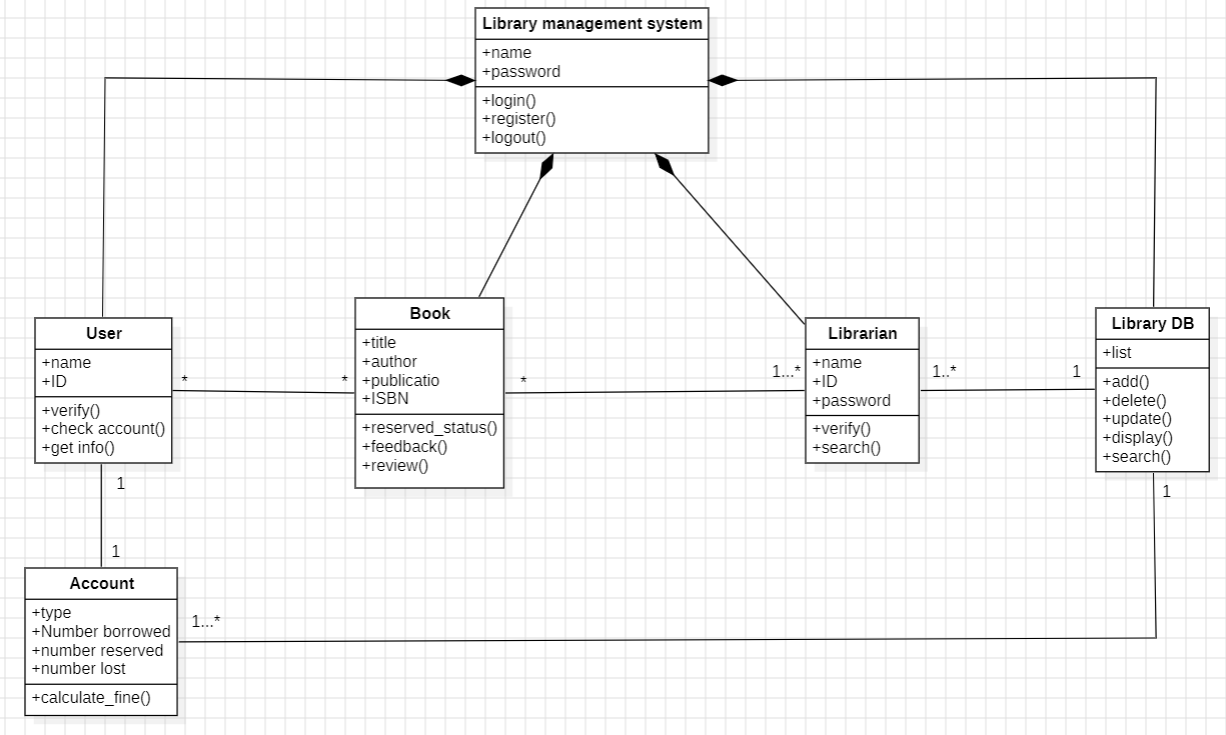 Library management system
+name
+password
+login()
+register()
+logout()
User
+name
+ID
+verify()
+check account()
+get info()
*
*
Book
+title
+author
+publicatio
+ISBN
+reserved_status()
+feedback()
+review()
*
1...*
Librarian
+name
+ID
+password
+verify()
+search()
1..*
1
Library DB
+list
+add()
+delete()
+update()
+display()
+search()
1
1
1
Account
+type
+Number borrowed
+number reserved
+number lost
+calculate_fine()
1...*